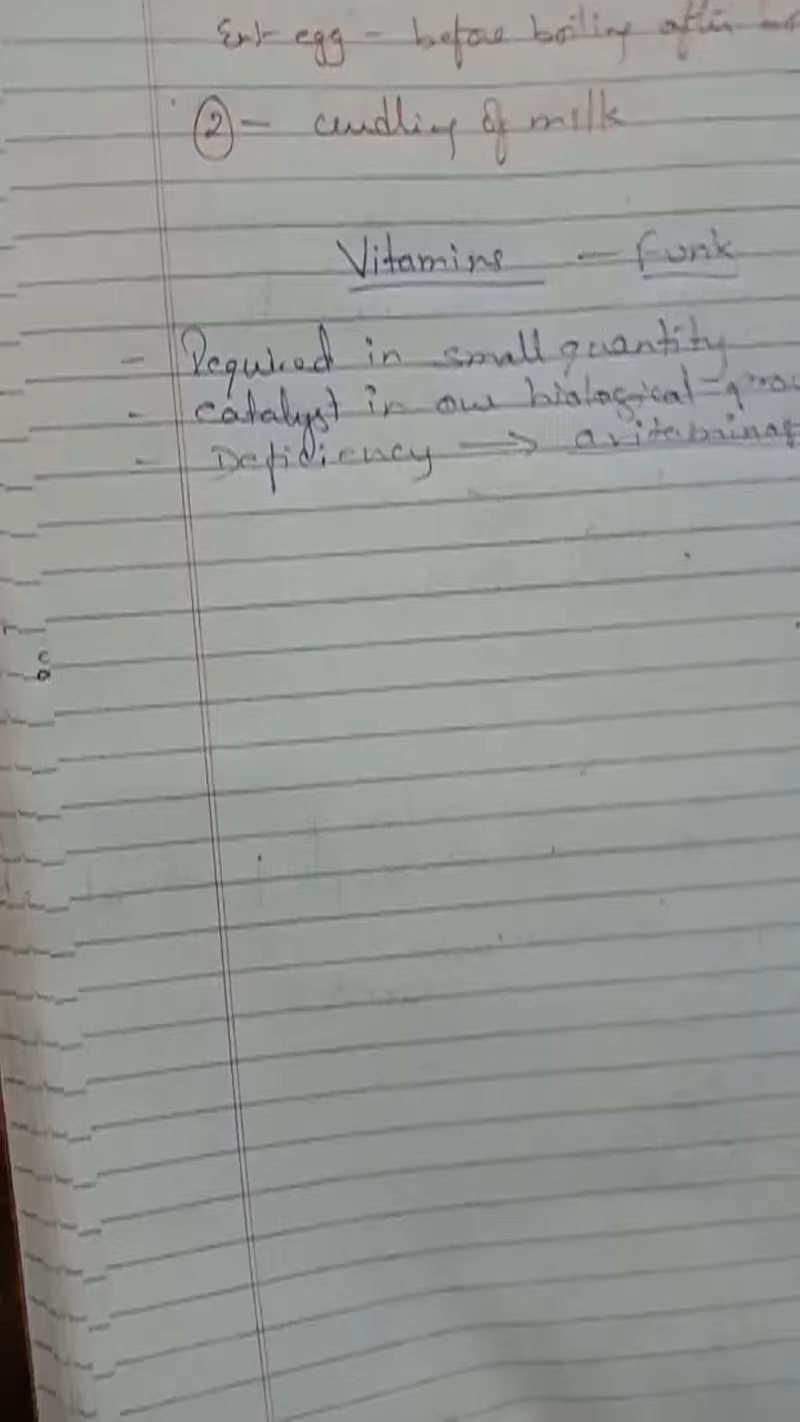 Ex:- egg - before boiling after
② - curdling of milk
Vitamins - Funk
- Required in small quantity
- catalyst in our biological
- Deficiency → avitaminos